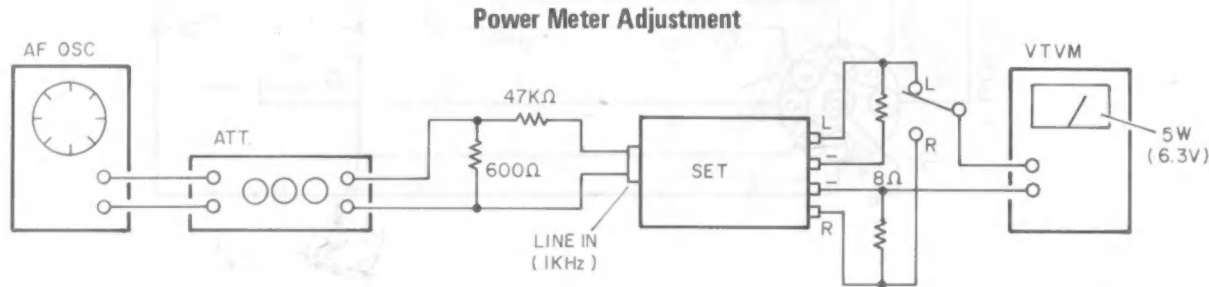 Power Meter Adjustment
AF OSC
ATT.
47KΩ
600Ω
LINE IN
( 1KHz )
SET
L
–
–
R
8Ω
L
R
VTVM
5W
(6.3V)